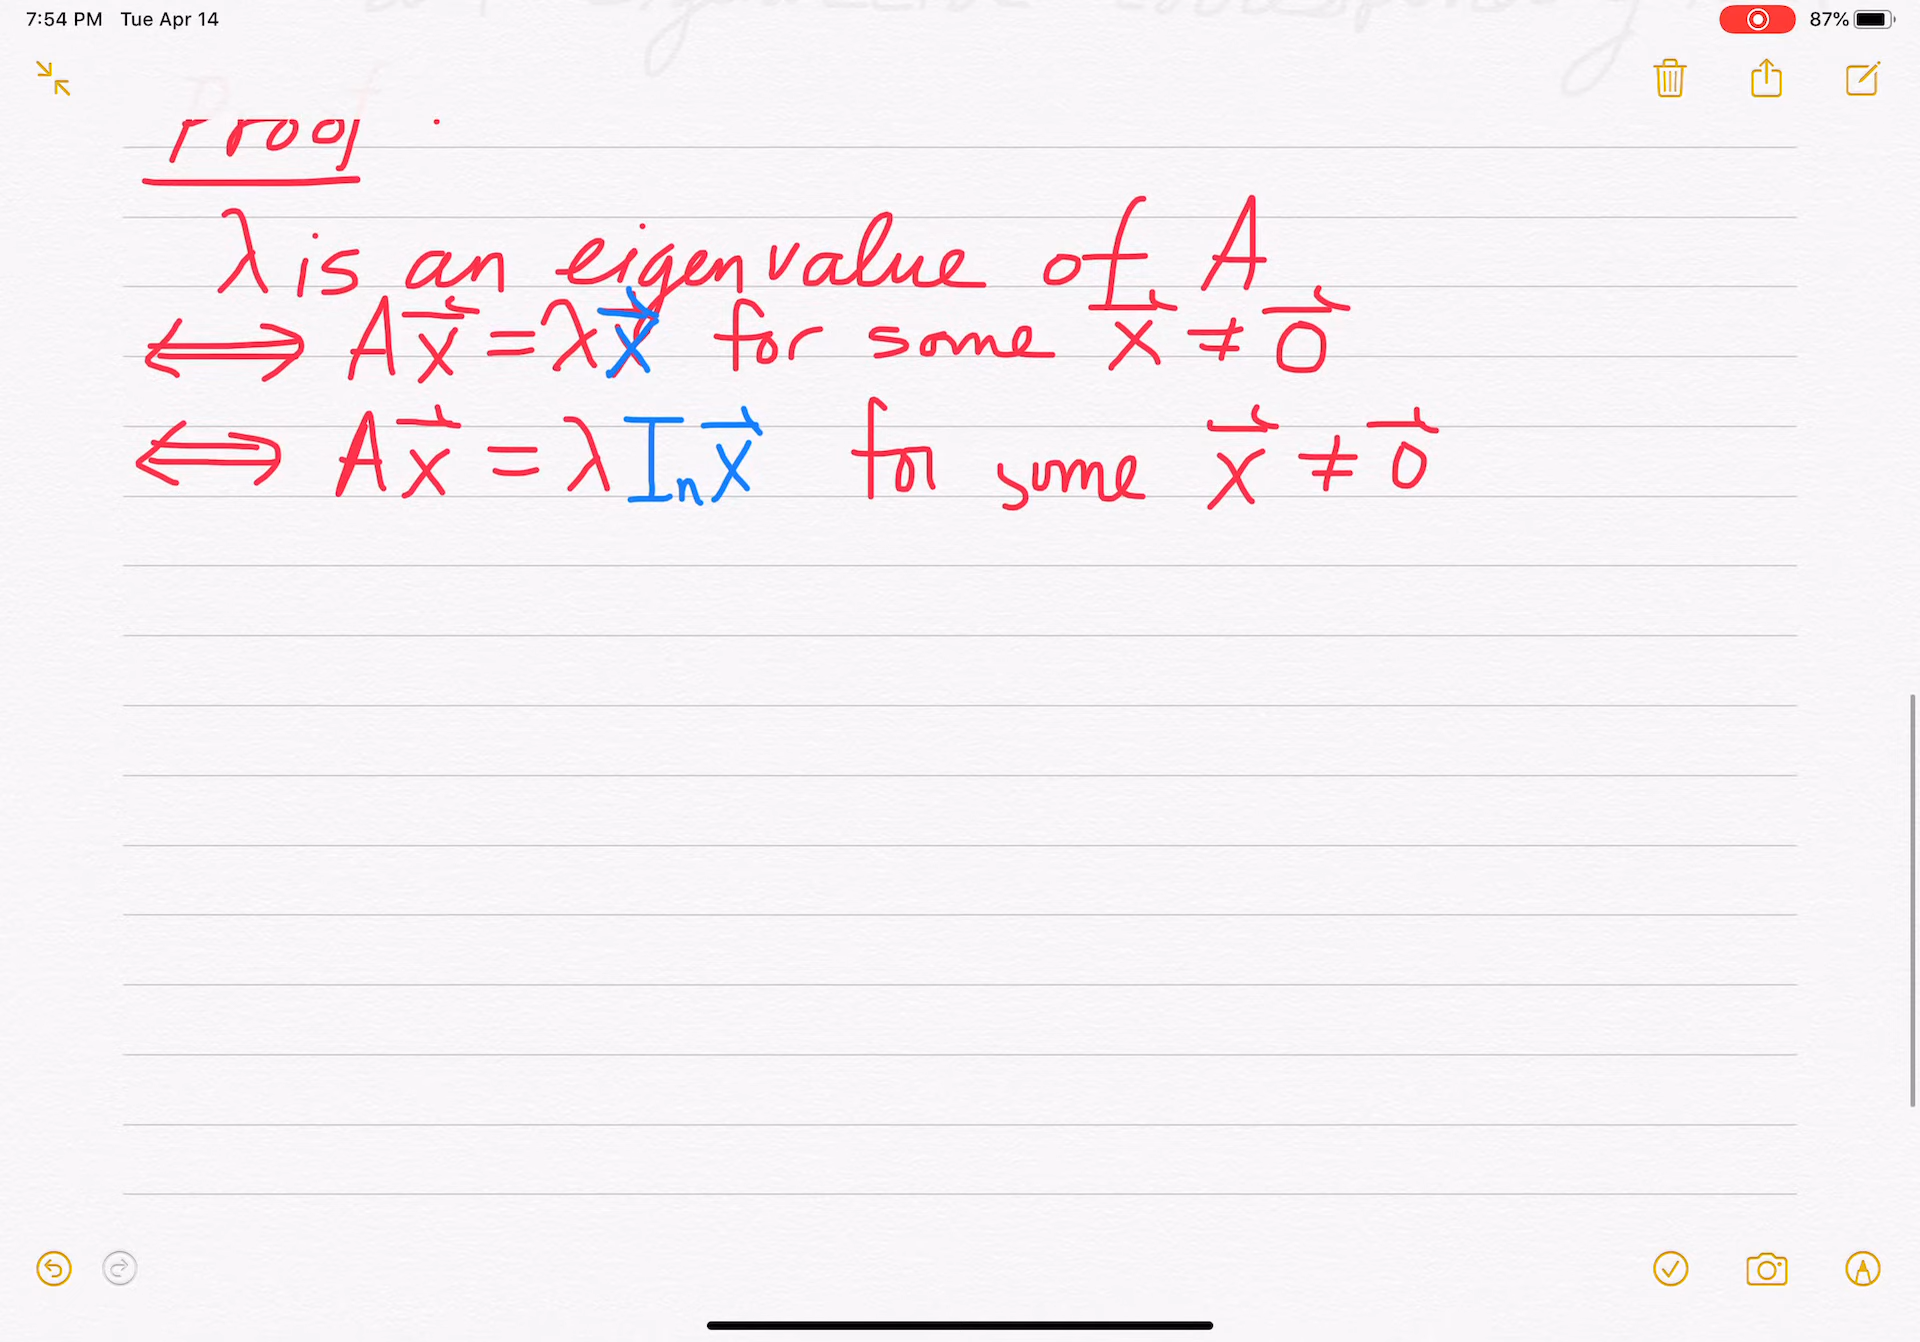 7:54 PM Tue Apr 14
87%
Proof .
λ is an eigenvalue of A
⟺ Ax⃗ = λx⃗ for some x⃗ ≠ 0⃗
⟺ Ax⃗ = λIₙx⃗ for some x⃗ ≠ 0⃗